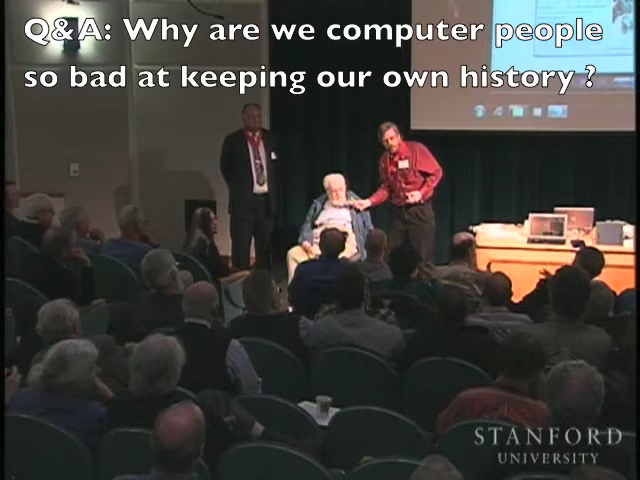 Q&A: Why are we computer people
so bad at keeping our own history ?
STANFORD
UNIVERSITY